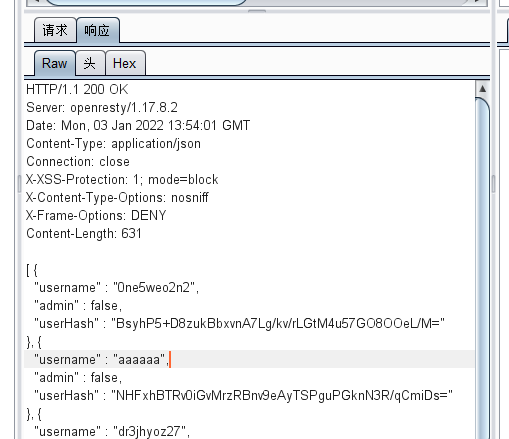 请求 响应
Raw 头 Hex
HTTP/1.1 200 OK
Server: openresty/1.17.8.2
Date: Mon, 03 Jan 2022 13:54:01 GMT
Content-Type: application/json
Connection: close
X-XSS-Protection: 1; mode=block
X-Content-Type-Options: nosniff
X-Frame-Options: DENY
Content-Length: 631
[ {
"username" : "0ne5weo2n2",
"admin" : false,
"userHash" : "BsyhP5+D8zukBbxvnA7Lg/kv/rLGtM4u57GO8OOeL/M="
}, {
"username" : "aaaaaa",
"admin" : false,
"userHash" : "NHFxhBTRv0iGvMrzRBnv9eAyTSPguPGknN3R/qCmiDs="
}, {
"username" : "dr3jhyoz27",